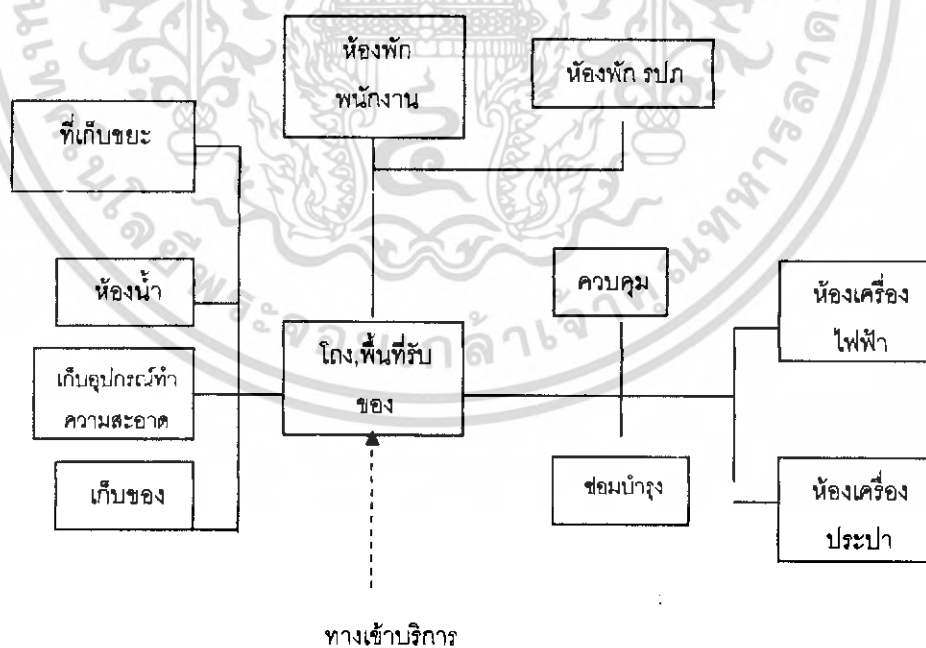 ห้องพัก
พนักงาน
ห้องพัก รปภ
ที่เก็บขยะ
ห้องน้ำ
ควบคุม
ห้องเครื่อง
ไฟฟ้า
โถง,พื้นที่รับ
ของ
เก็บอุปกรณ์ทำ
ความสะอาด
เก็บของ
ซ่อมบำรุง
ห้องเครื่อง
ประปา
ทางเข้าบริการ